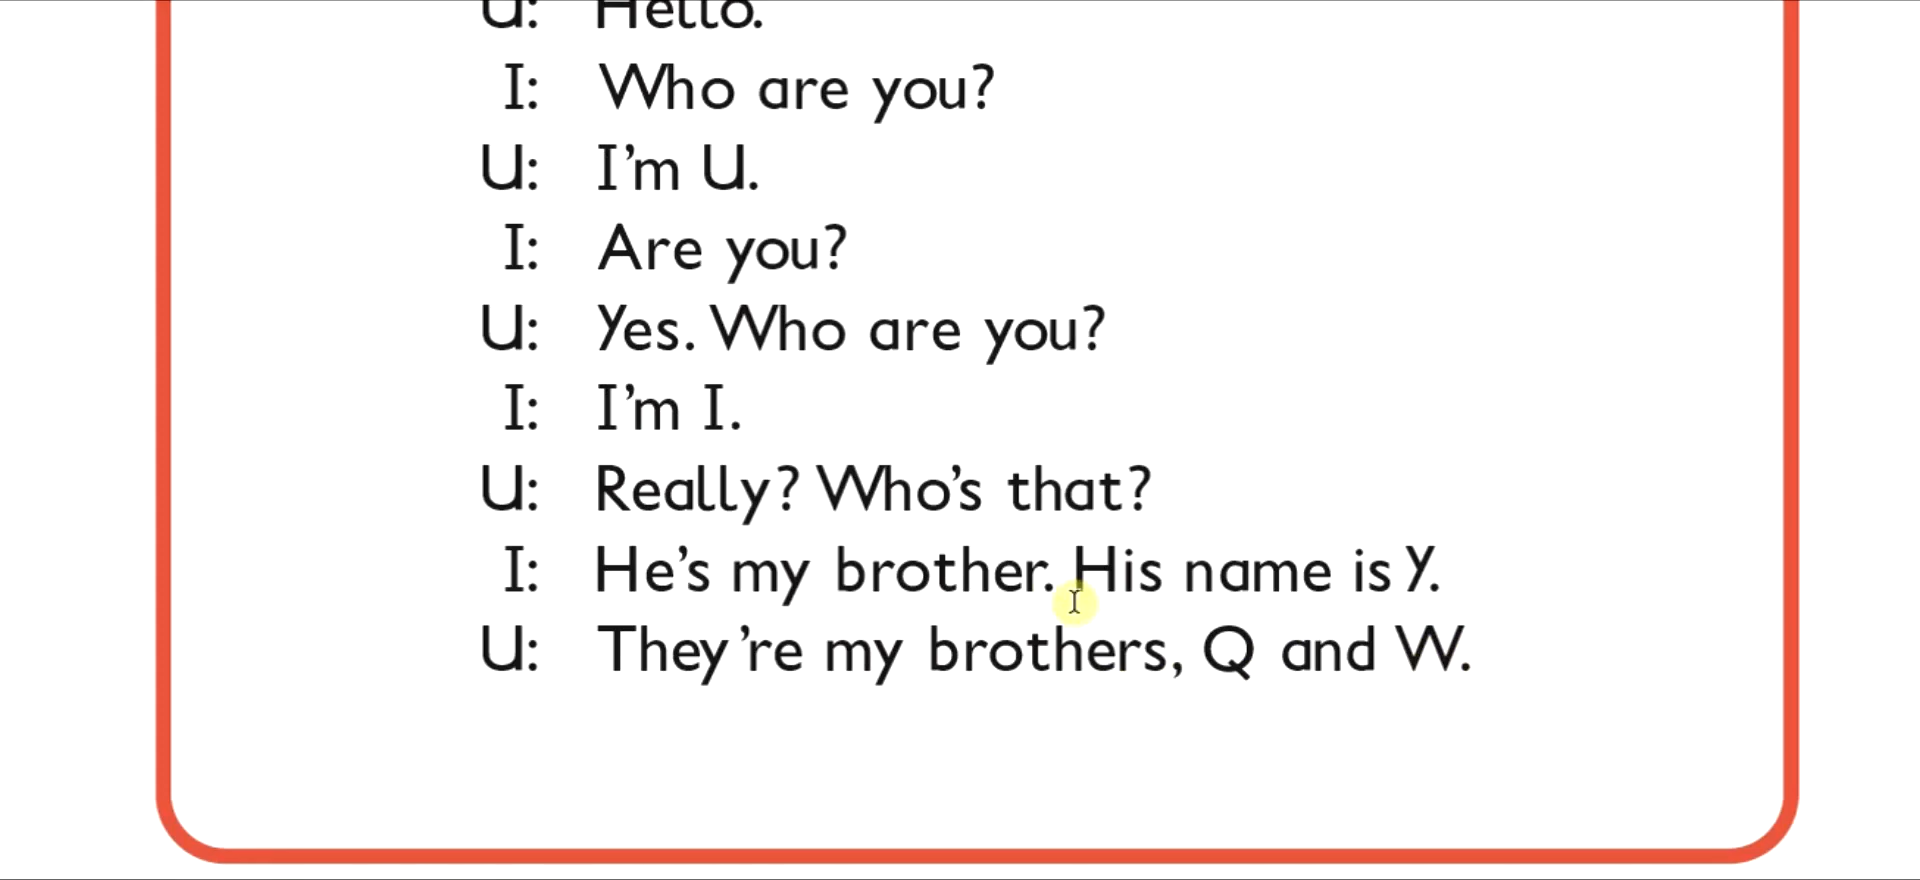 U: Hello.
I: Who are you?
U: I'm U.
I: Are you?
U: Yes. Who are you?
I: I'm I.
U: Really? Who's that?
I: He's my brother. His name is Y.
U: They're my brothers, Q and W.